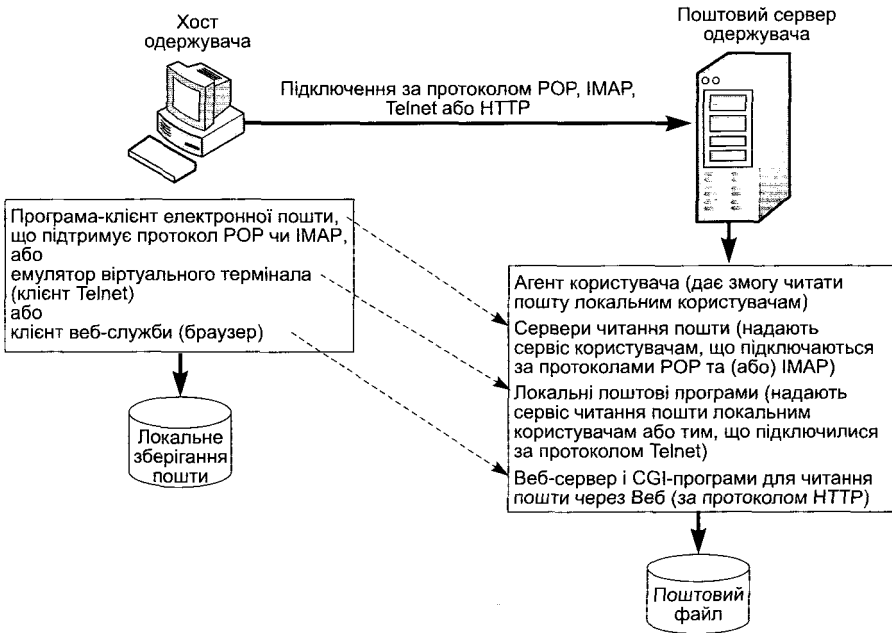 Хост
одержувача
Поштовий сервер
одержувача
Підключення за протоколом POP, IMAP,
Telnet або HTTP
Програма-клієнт електронної пошти,
що підтримує протокол POP чи IMAP,
або
емулятор віртуального термінала
(клієнт Telnet)
або
клієнт веб-служби (браузер)
Локальне
зберігання
пошти
Агент користувача (дає змогу читати
пошту локальним користувачам)
Сервери читання пошти (надають
сервіс користувачам, що підключаються
за протоколами POP та (або) IMAP)
Локальні поштові програми (надають
сервіс читання пошти локальним
користувачам або тим, що підключилися
за протоколом Telnet)
Веб-сервер і CGI-програми для читання
пошти через Веб (за протоколом HTTP)
Поштовий
файл